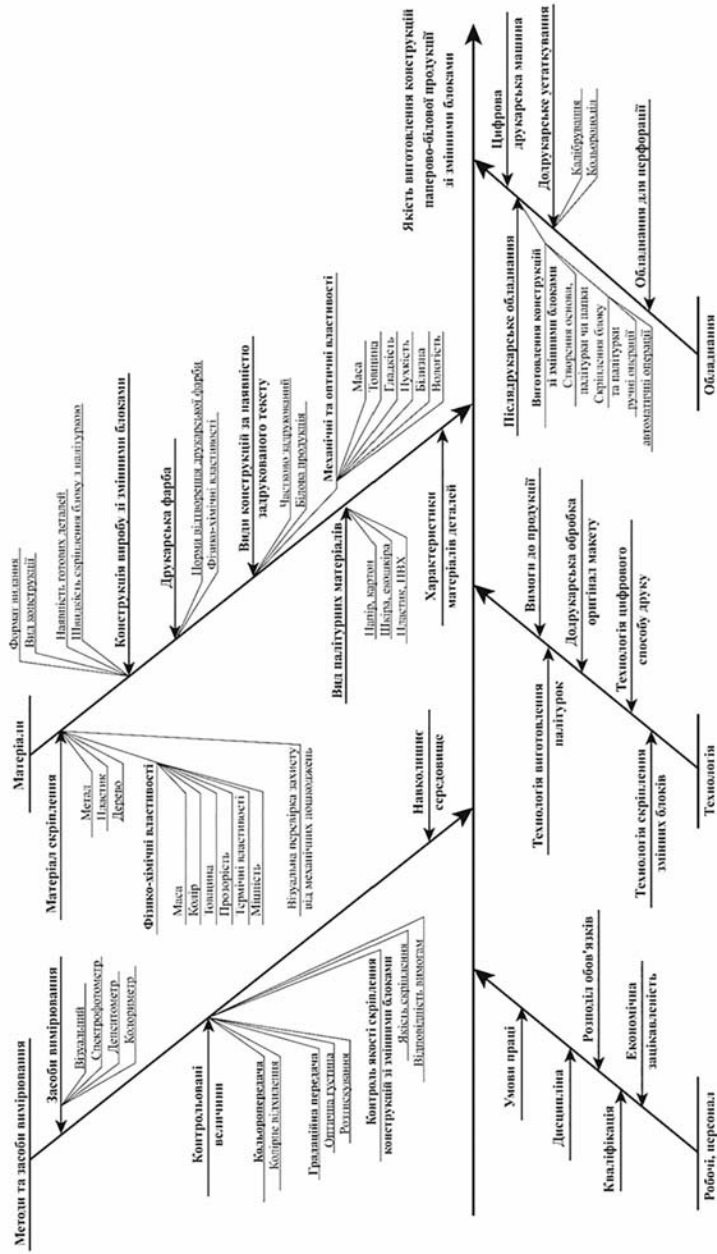 Методи та засоби вимірювання
Засоби вимірювання
Візуальний
Спектрофотометр
Денситометр
Колориметр
Контрольовані
величини
Кольоропередача
Колірне відхилення
Градаційна передача
Оптична густина
Розтискування
Контроль якості скріплення
конструкцій зі змінними блоками
Якість скріплення
Відповідність вимогам
Навколишнє
середовище
Матеріали
Матеріал скріплення
Метал
Пластик
Дерево
Фізико-хімічні властивості
Маса
Колір
Товщина
Прозорість
Термічні властивості
Міцність
Візуальна перевірка захисту
від механічних пошкоджень
Формат видання
Вид конструкції
Наявність готових деталей
Швидкість скріплення блоку з палітуркою
Конструкція виробу зі змінними блоками
Друкарська фарба
Норми відтворення друкарської фарби
Фізико-хімічні властивості
Види конструкцій за наявністю
задрукованого тексту
Частково задрукований
Білова продукція
Механічні та оптичні властивості
Маса
Товщина
Гладкість
Пухкість
Білизна
Вологість
Вид палітурних матеріалів
Папір, картон
Шкіра, екошкіра
Пластик, ПВХ
Характеристики
матеріалів деталей
Якість виготовлення конструкцій
паперово-білової продукції
зі змінними блоками
Робочі, персонал
Умови праці
Дисципліна
Розподіл обов'язків
Кваліфікація
Економічна
зацікавленість
Технологія
Вимоги до продукції
Технологія виготовлення
палітурок
Додрукарська обробка
оригінал макету
Технологія цифрового
способу друку
Технологія скріплення
змінних блоків
Обладнання
Цифрова
друкарська машина
Післядрукарське обладнання
Додрукарське устаткування
Калібрування
Кольороподіл
Виготовлення конструкцій
зі змінними блоками
Створення основа,
палітурки чи папки
Скріплення блоку
та палітурки
ручні операції
автоматичні операції
Обладнання для перфорації